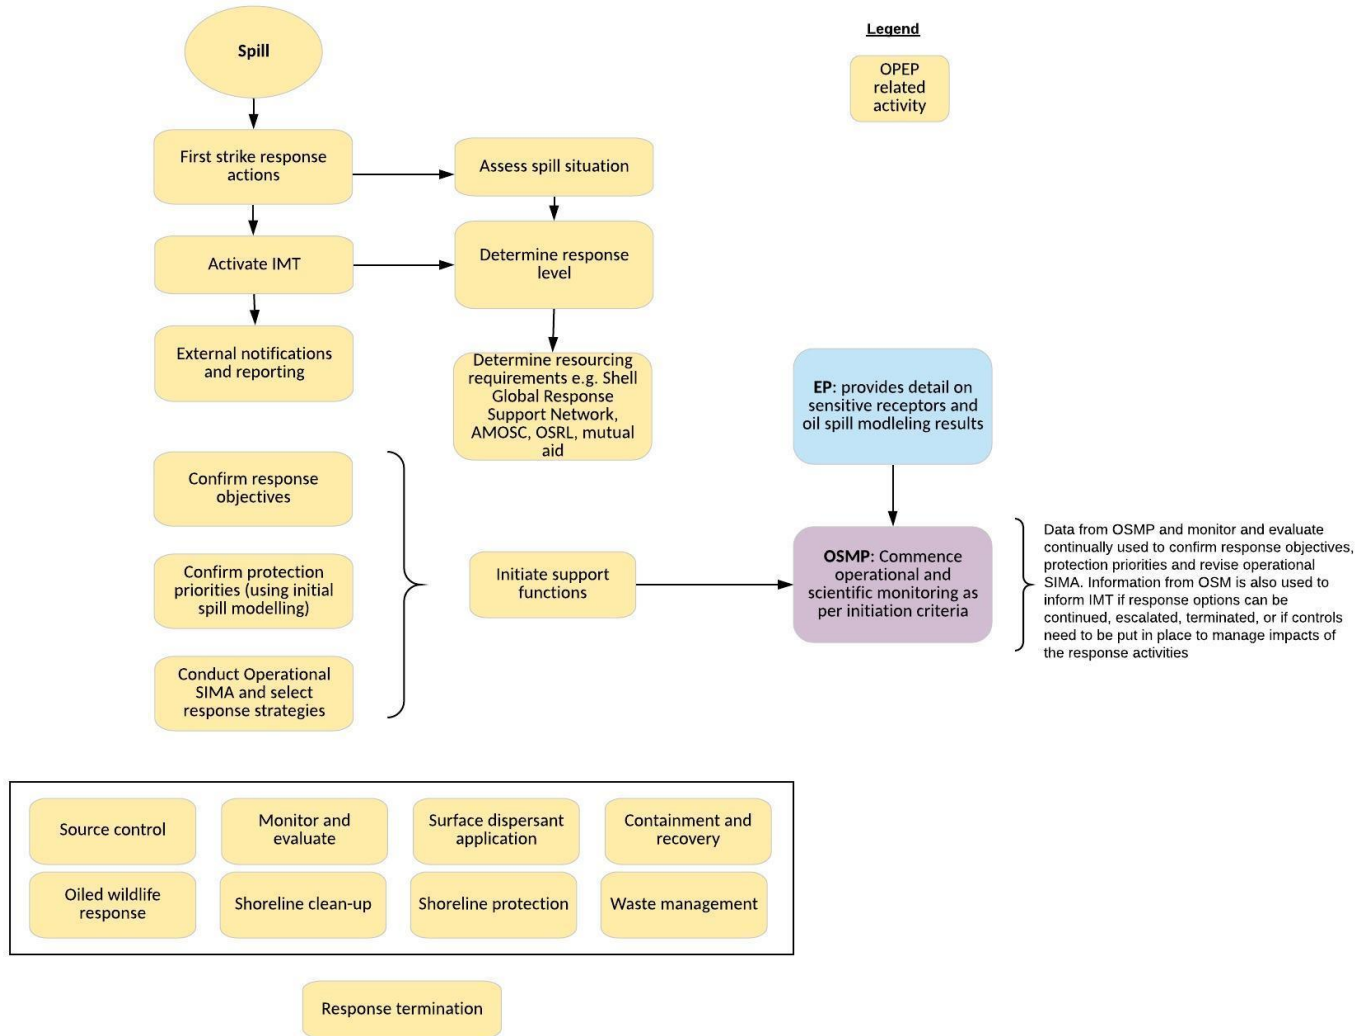 Spill
Legend
OPEP
related
activity
First strike response
actions
Assess spill situation
Activate IMT
Determine response
level
External notifications
and reporting
Determine resourcing
requirements e.g. Shell
Global Response
Support Network,
AMOSC, OSRL, mutual
aid
EP: provides detail on
sensitive receptors and
oil spill modleling results
Confirm response
objectives
Confirm protection
priorities (using initial
spill modelling)
Conduct Operational
SIMA and select
response strategies
Initiate support
functions
OSMP: Commence
operational and
scientific monitoring as
per initiation criteria
Data from OSMP and monitor and evaluate
continually used to confirm response objectives,
protection priorities and revise operational
SIMA. Information from OSM is also used to
inform IMT if response options can be
continued, escalated, terminated, or if controls
need to be put in place to manage impacts of
the response activities
Source control
Monitor and
evaluate
Surface dispersant
application
Containment and
recovery
Oiled wildlife
response
Shoreline clean-up
Shoreline protection
Waste management
Response termination